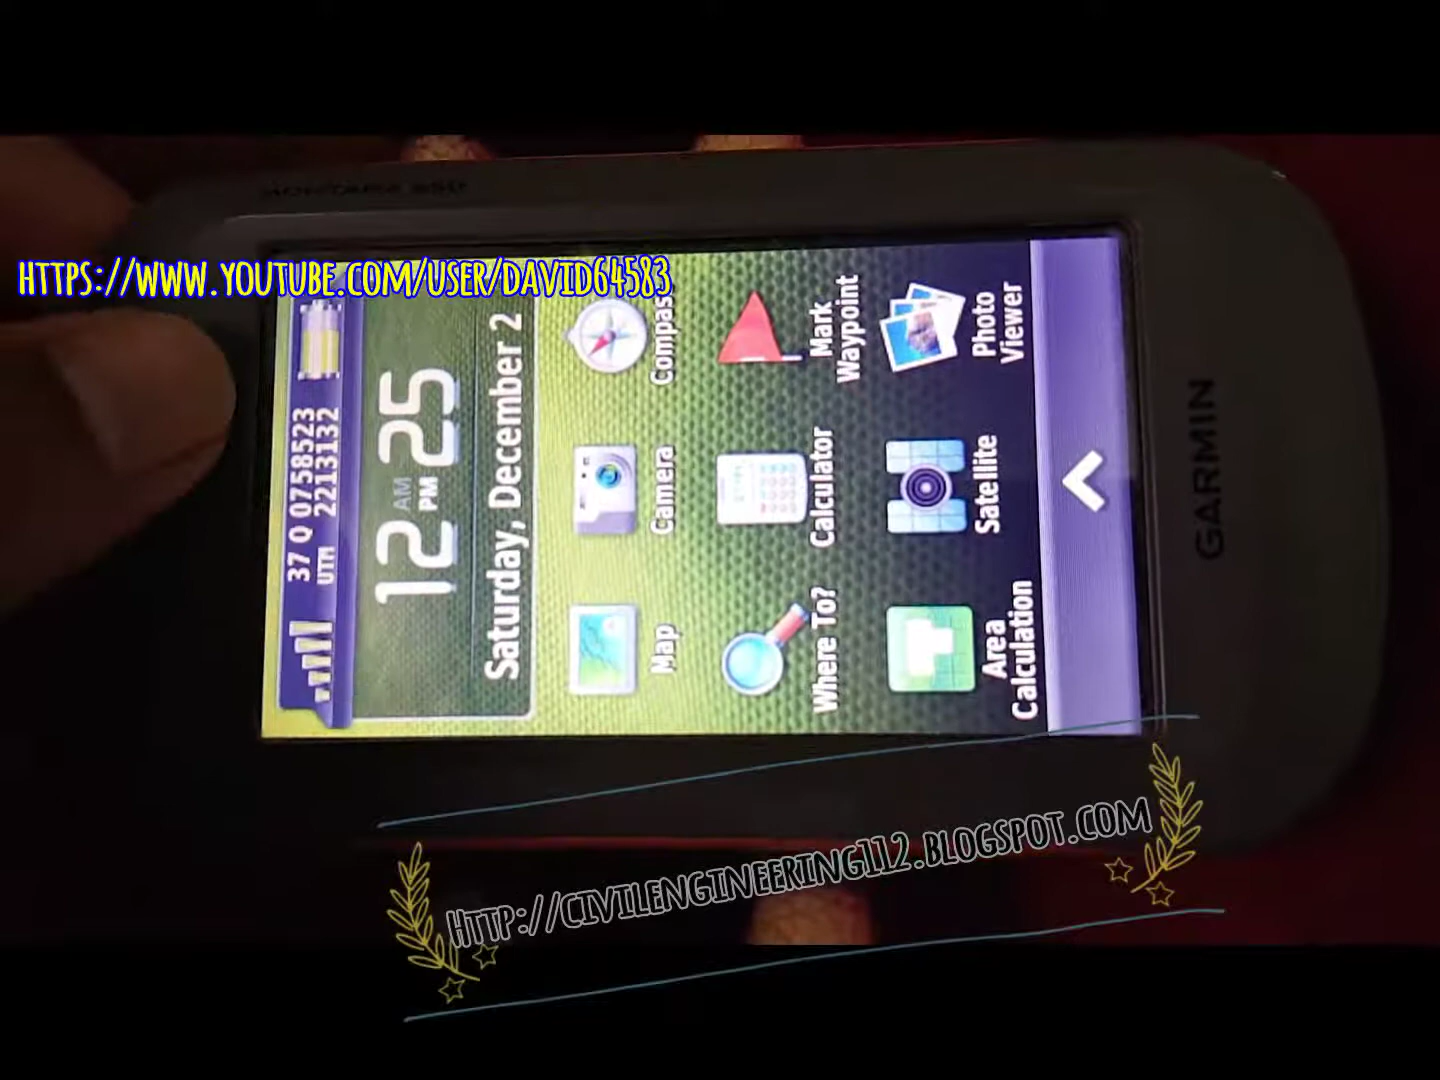 HTTPS://WWW.YOUTUBE.COM/USER/DAVID64583
37 Q 0758523
UTM 2213132
12 AM PM 25
Saturday, December 2
Map
Camera
Compass
Where To?
Calculator
Mark
Waypoint
Area
Calculation
Satellite
Photo
Viewer
GARMIN
HTTP://CIVILENGINEERING112.BLOGSPOT.COM